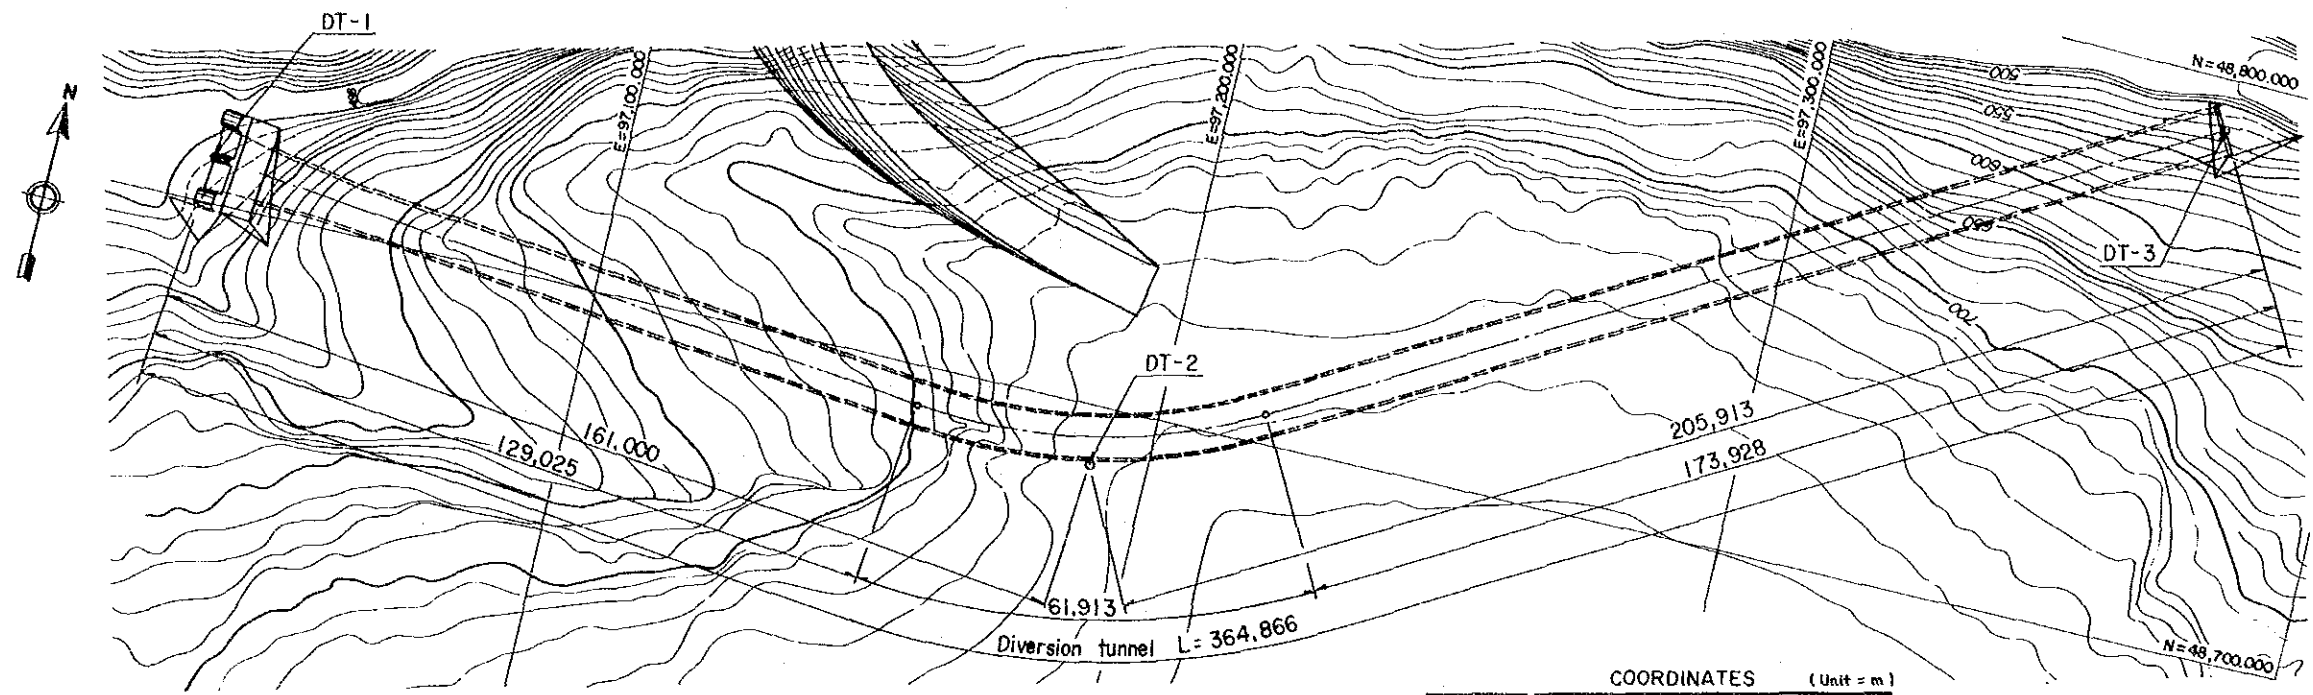 DT-1
N
E=97,100.000
E=97,200.000
E=97,300.000
N=48,800.000
500
550
600
650
700
DT-3
DT-2
205,913
173,928
161.000
129,025
61.913
Diversion tunnel L=364,866
N=48,700.000
COORDINATES (Unit = m)